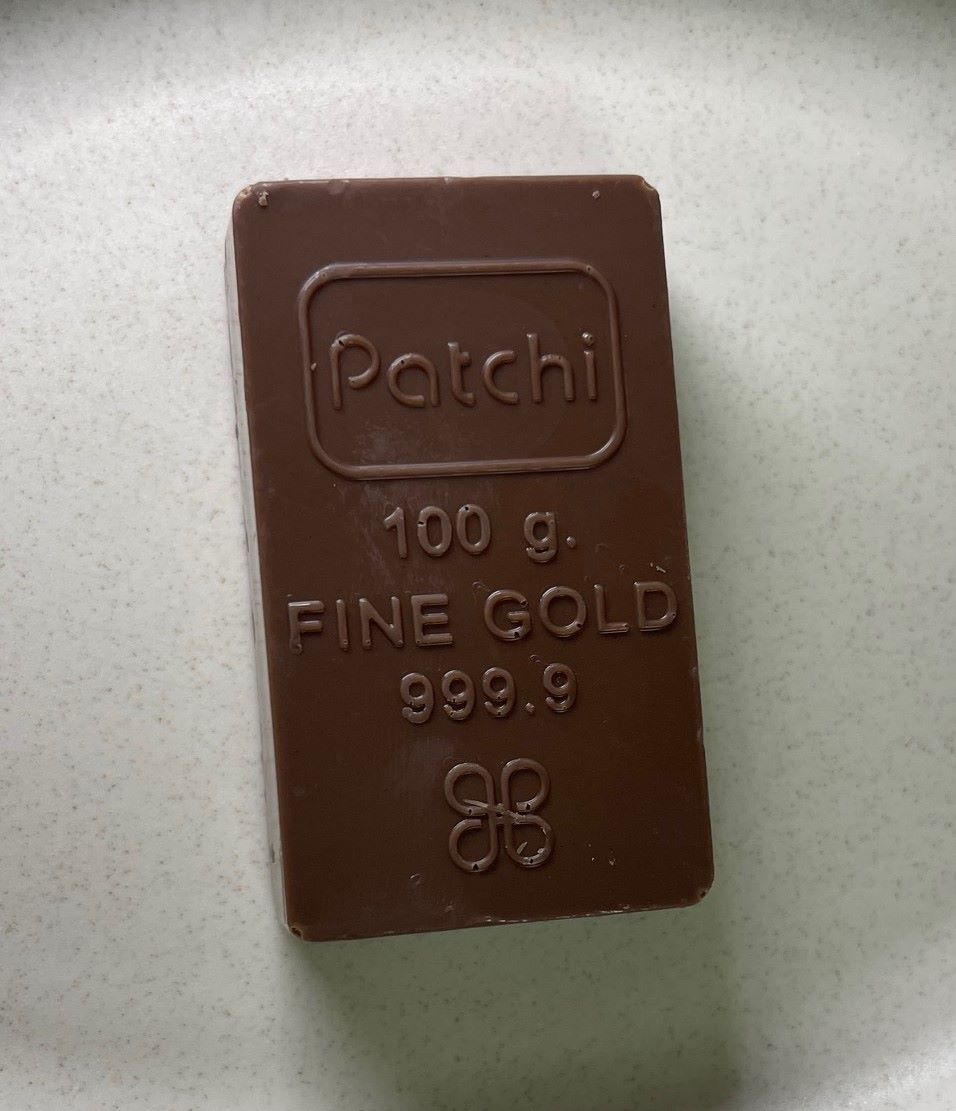 Patchi
100 g.
FINE GOLD
999.9